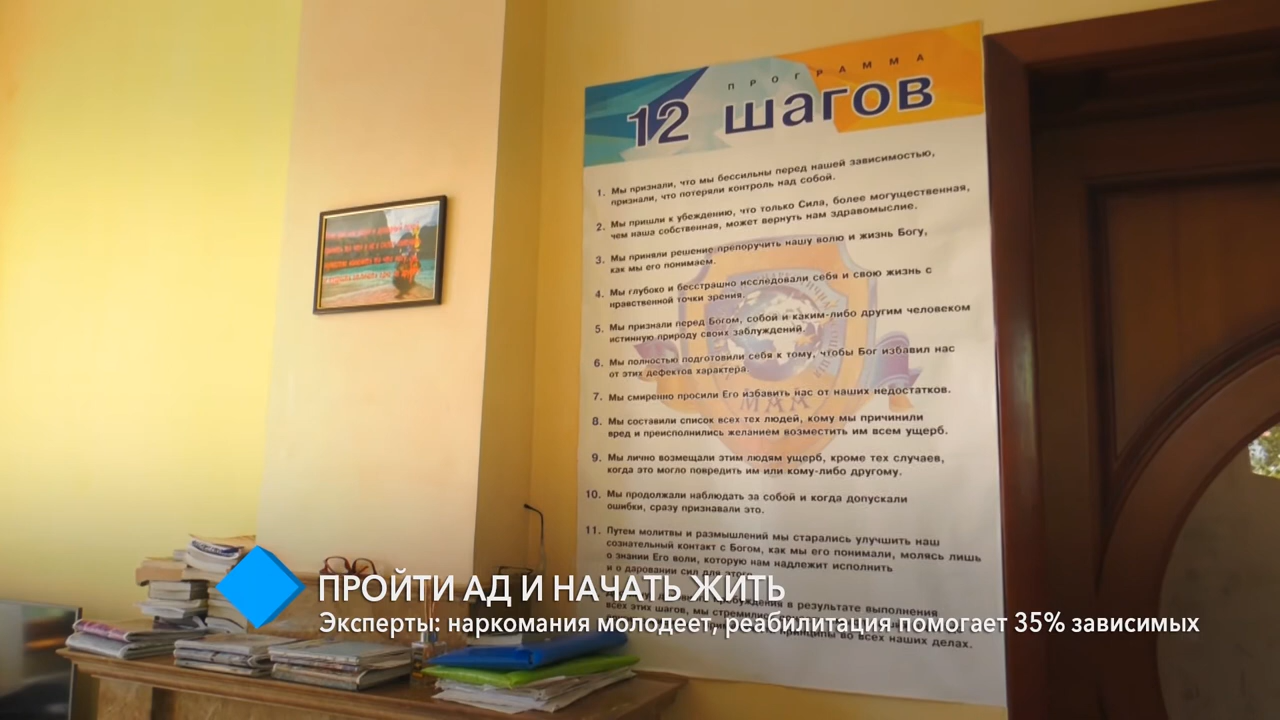 ПРОГРАММА
12 шагов
1. Мы признали, что мы бессильны перед нашей зависимостью,
признали, что потеряли контроль над собой.
2. Мы пришли к убеждению, что только Сила, более могущественная,
чем наша собственная, может вернуть нам здравомыслие.
3. Мы приняли решение препоручить нашу волю и жизнь Богу,
как мы его понимаем.
4. Мы глубоко и бесстрашно исследовали себя и свою жизнь с
нравственной точки зрения.
5. Мы признали перед Богом, собой и каким-либо другим человеком
истинную природу своих заблуждений.
6. Мы полностью подготовили себя к тому, чтобы Бог избавил нас
от этих дефектов характера.
7. Мы смиренно просили Его избавить нас от наших недостатков.
8. Мы составили список всех тех людей, кому мы причинили
вред и преисполнились желанием возместить им всем ущерб.
9. Мы лично возмещали этим людям ущерб, кроме тех случаев,
когда это могло повредить им или кому-либо другому.
10. Мы продолжали наблюдать за собой и когда допускали
ошибки, сразу признавали это.
11. Путем молитвы и размышлений мы старались улучшить наш
сознательный контакт с Богом, как мы его понимали, молясь лишь
о знании Его воли, которую нам надлежит исполнить
и о даровании сил для этого.
в результате выполнения
всех этих шагов, мы
принципы во всех наших делах.
МАА
ПРОЙТИ АД И НАЧАТЬ ЖИТЬ
Эксперты: наркомания молодеет, реабилитация помогает 35% зависимых